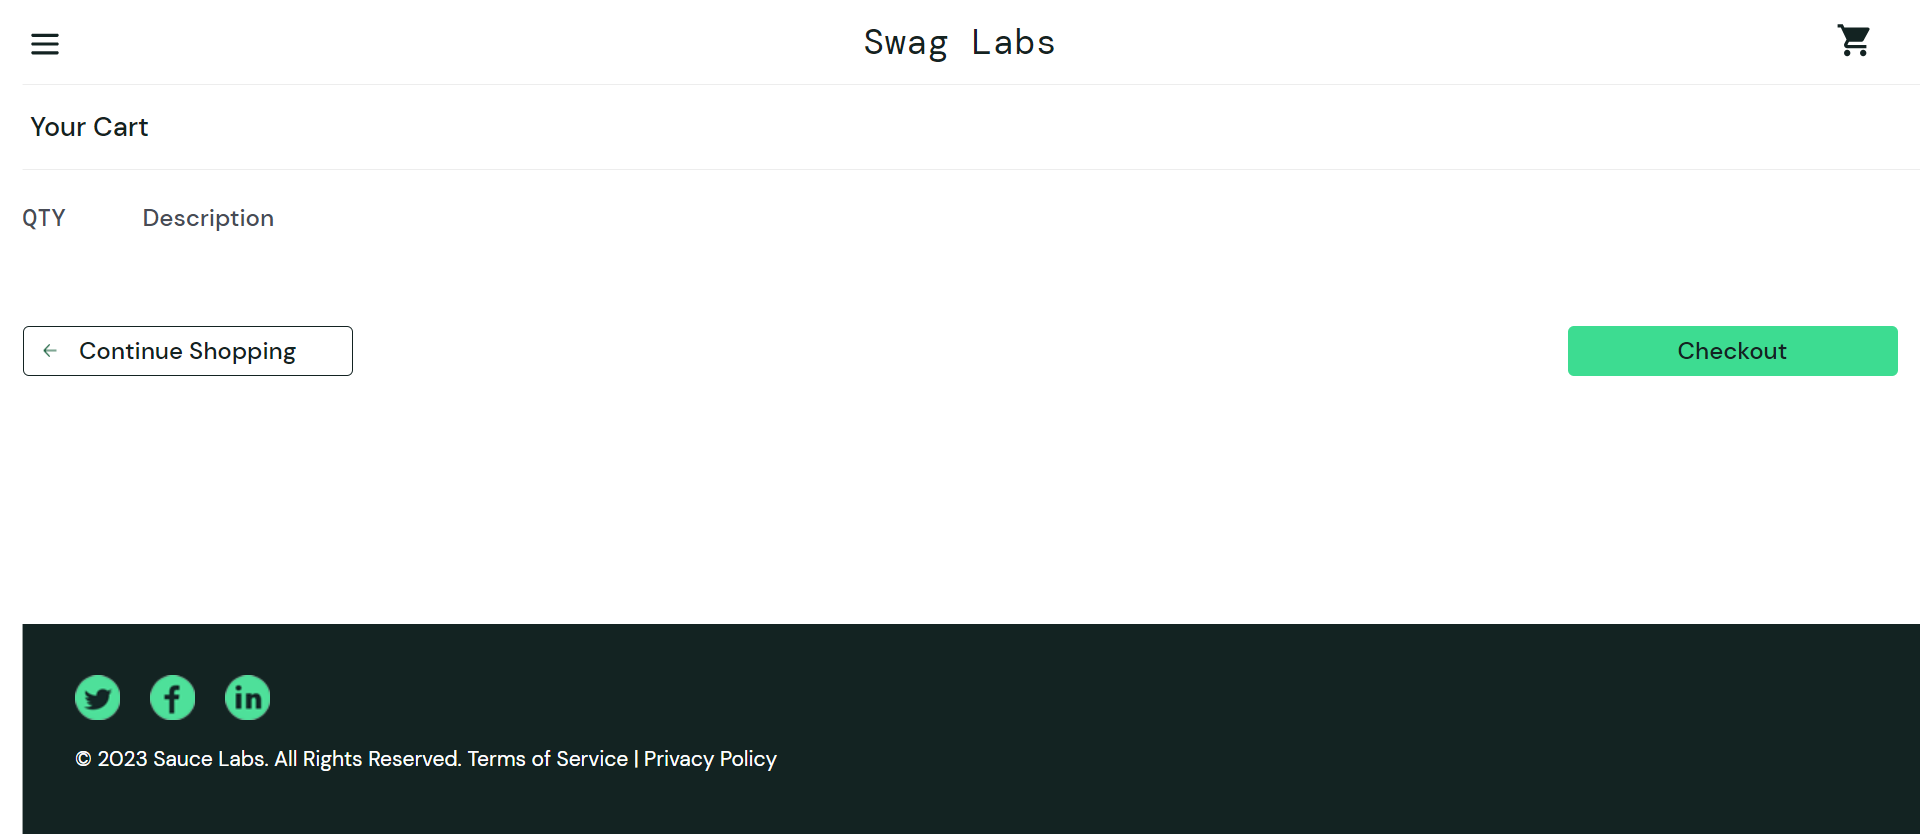 Swag Labs
Your Cart
QTY Description
Continue Shopping
Checkout
© 2023 Sauce Labs. All Rights Reserved. Terms of Service | Privacy Policy